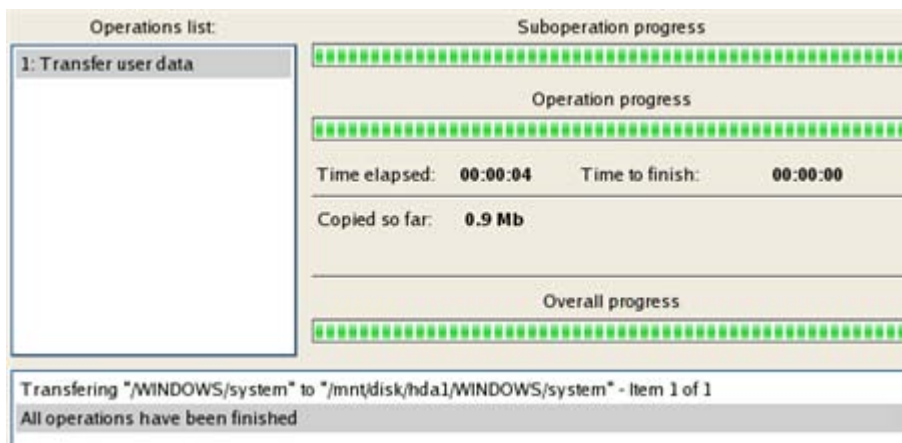 Operations list:
1: Transfer user data
Suboperation progress
Operation progress
Time elapsed: 00:00:04 Time to finish: 00:00:00
Copied so far: 0.9 Mb
Overall progress
Transfering "/WINDOWS/system" to "/mnt/disk/hda1/WINDOWS/system" - Item 1 of 1
All operations have been finished